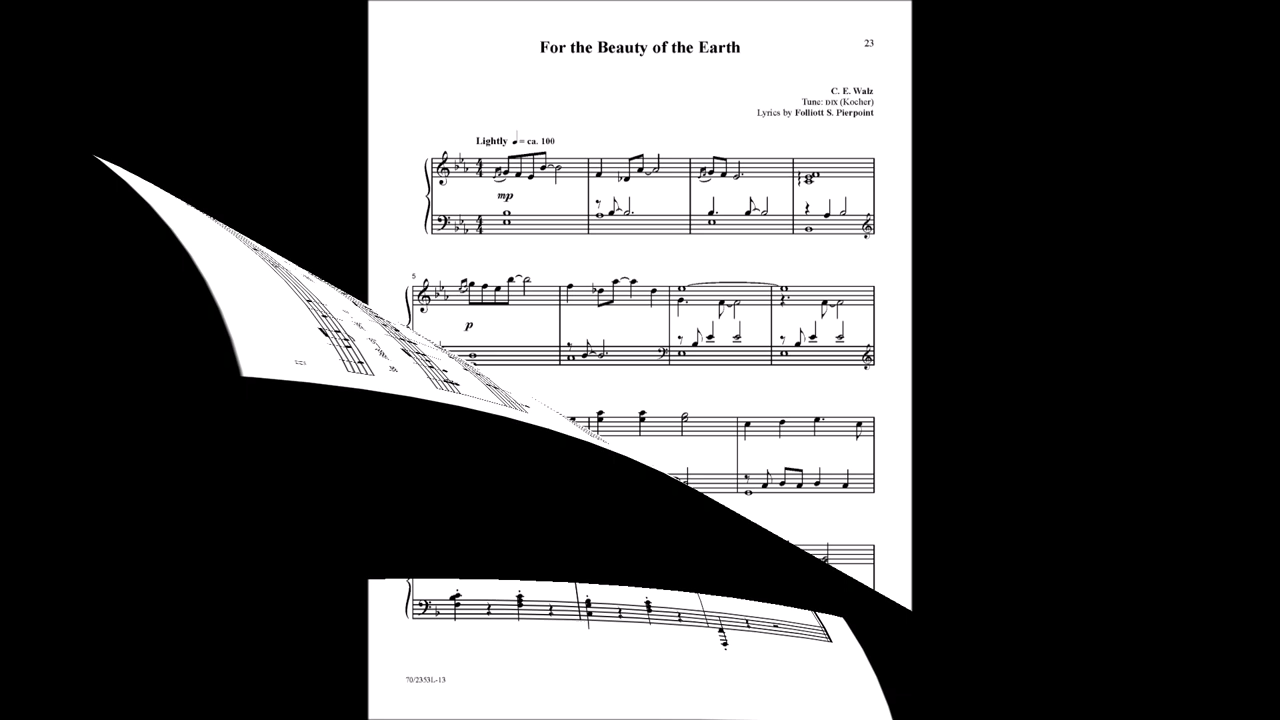 For the Beauty of the Earth
23
C. E. Walz
Tune: DIX (Kocher)
Lyrics by Folliott S. Pierpoint
Lightly ♩ = ca. 100
mp
5
p
70/2353L-13